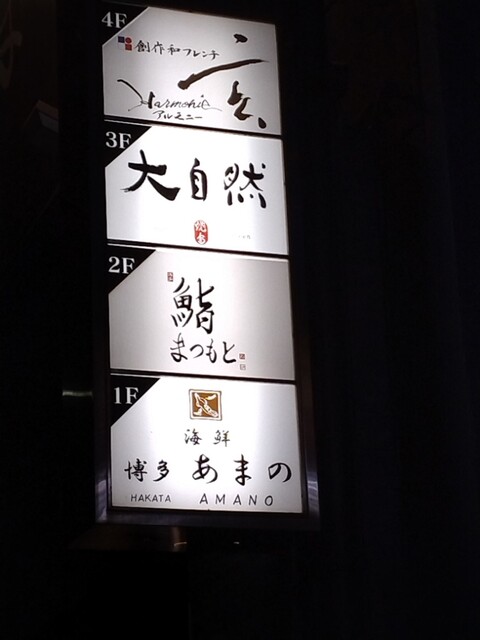 4F
創作和フレンチ
玄
Harmonie
アルモニー
3F
大自然
2F
鮨
まつもと
1F
海鮮
博多 あまの
HAKATA AMANO